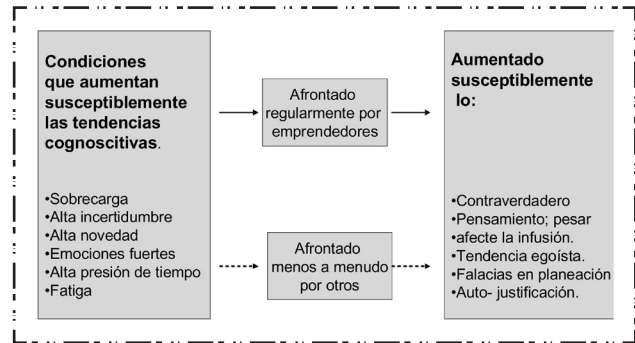 Condiciones
que aumentan
susceptiblemente
las tendencias
cognoscitivas.
•Sobrecarga
•Alta incertidumbre
•Alta novedad
•Emociones fuertes
•Alta presión de tiempo
•Fatiga
Afrontado
regularmente por
emprendedores
Afrontado
menos a menudo
por otros
Aumentado
susceptiblemente
lo:
•Contraverdadero
•Pensamiento; pesar
•afecte la infusión.
•Tendencia egoísta.
•Falacias en planeación
•Auto- justificación.